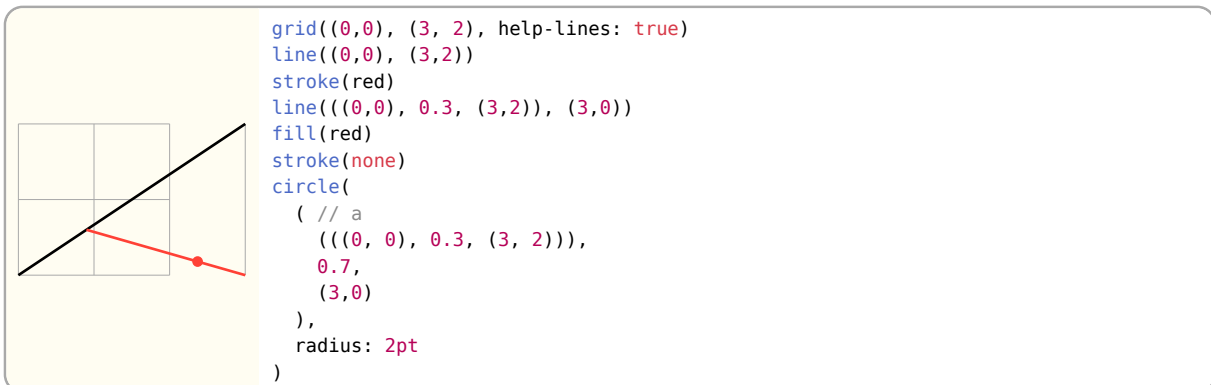 grid((0,0), (3, 2), help-lines: true)
line((0,0), (3,2))
stroke(red)
line(((0,0), 0.3, (3,2)), (3,0))
fill(red)
stroke(none)
circle(
  ( // a
    (((0, 0), 0.3, (3, 2))),
    0.7,
    (3,0)
  ),
  radius: 2pt
)